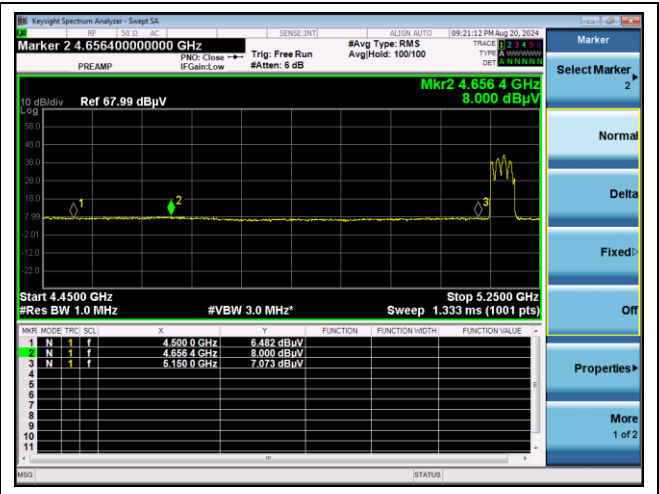 Keysight Spectrum Analyzer - Swept SA
RF 50 Ω AC SENSE:INT ALIGN AUTO 09:21:12 PM Aug 20, 2024
Marker 2 4.656400000000 GHz
PREAMP
PNO: Close
IFGain:Low
Trig: Free Run
#Atten: 6 dB
#Avg Type: RMS
Avg|Hold: 100/100
TRACE 1 2 3 4 5 6
TYPE A W W W W W
DET A N N N N N
Mkr2 4.656 4 GHz
8.000 dBµV
10 dB/div Ref 67.99 dBµV
Log
58.0
48.0
38.0
28.0
18.0
7.99
-2.01
-12.0
-22.0
1
2
3
Start 4.4500 GHz Stop 5.2500 GHz
#Res BW 1.0 MHz #VBW 3.0 MHz* Sweep 1.333 ms (1001 pts)
MKR MODE TRC SCL X Y FUNCTION FUNCTION WIDTH FUNCTION VALUE
1 N 1 f 4.500 0 GHz 6.482 dBµV
2 N 1 f 4.656 4 GHz 8.000 dBµV
3 N 1 f 5.150 0 GHz 7.073 dBµV
4
5
6
7
8
9
10
11
MSG STATUS
Marker
Select Marker
2
Normal
Delta
Fixed
Off
Properties
More
1 of 2